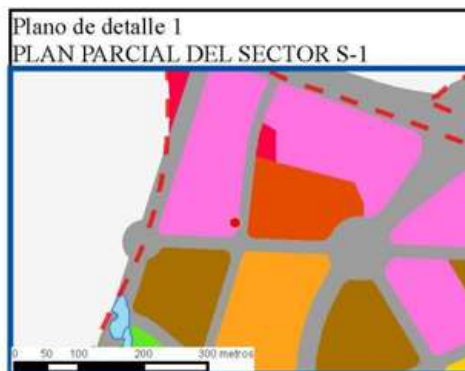 Plano de detalle 1
PLAN PARCIAL DEL SECTOR S-1
0 50 100 200 300 metros